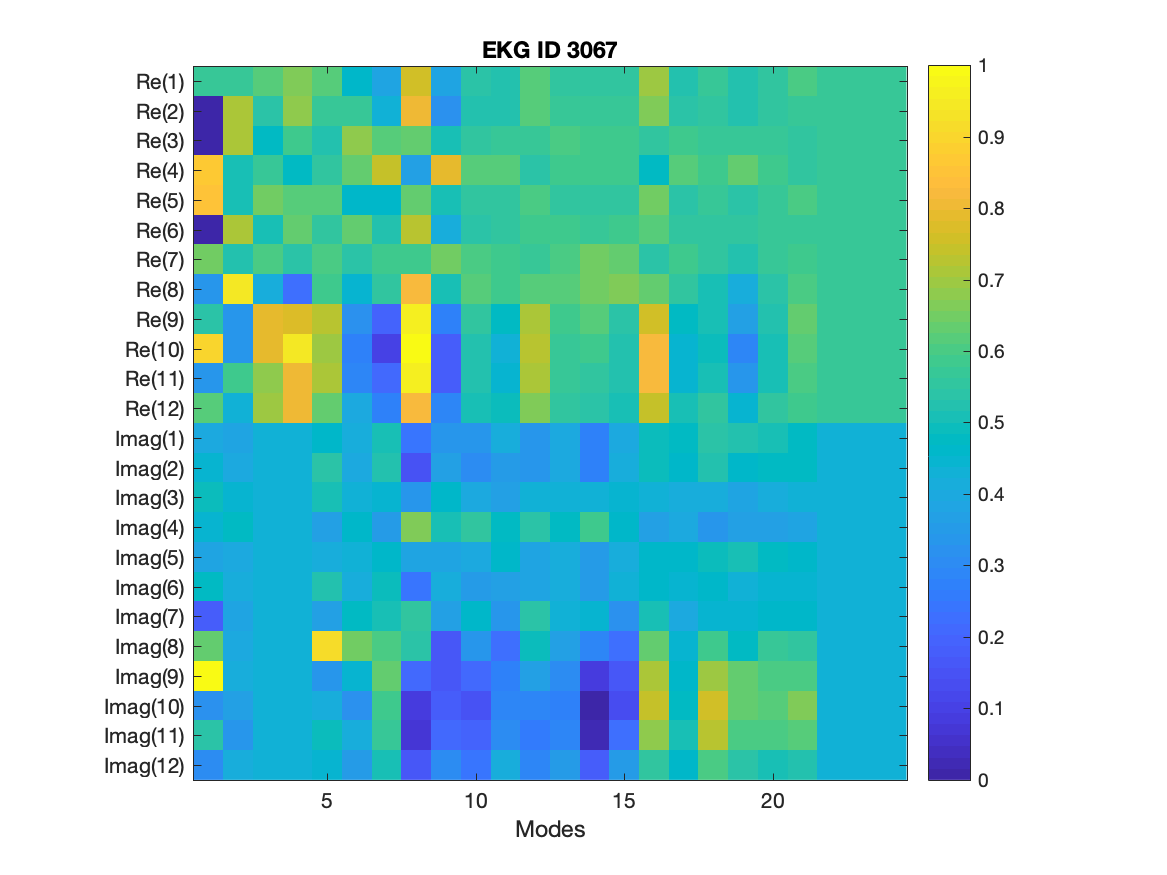 EKG ID 3067
Re(1)
Re(2)
Re(3)
Re(4)
Re(5)
Re(6)
Re(7)
Re(8)
Re(9)
Re(10)
Re(11)
Re(12)
Imag(1)
Imag(2)
Imag(3)
Imag(4)
Imag(5)
Imag(6)
Imag(7)
Imag(8)
Imag(9)
Imag(10)
Imag(11)
Imag(12)
5 10 15 20
Modes
1
0.9
0.8
0.7
0.6
0.5
0.4
0.3
0.2
0.1
0